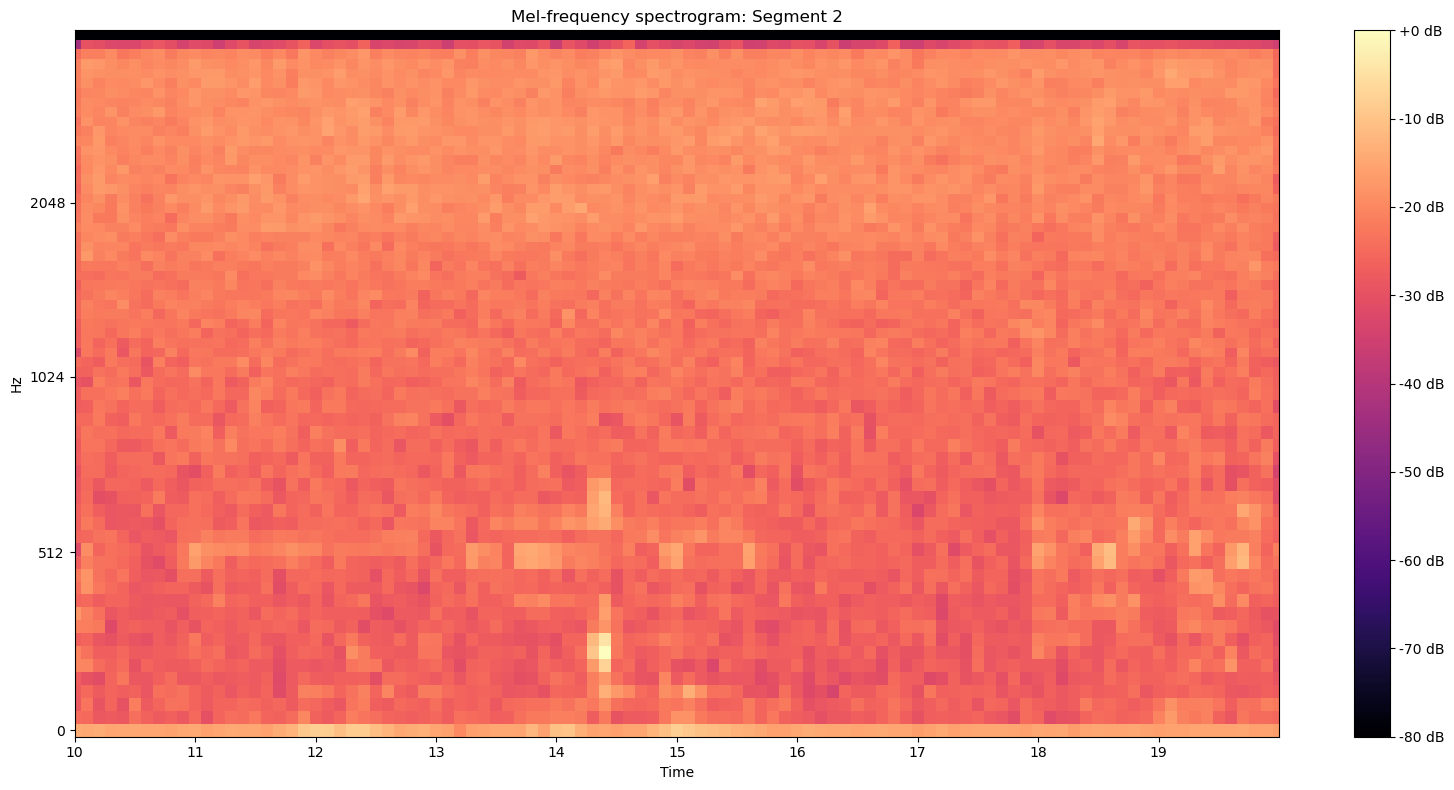 Mel-frequency spectrogram: Segment 2
+0 dB
-10 dB
-20 dB
-30 dB
-40 dB
-50 dB
-60 dB
-70 dB
-80 dB
Hz
2048
1024
512
0
10 11 12 13 14 15 16 17 18 19
Time